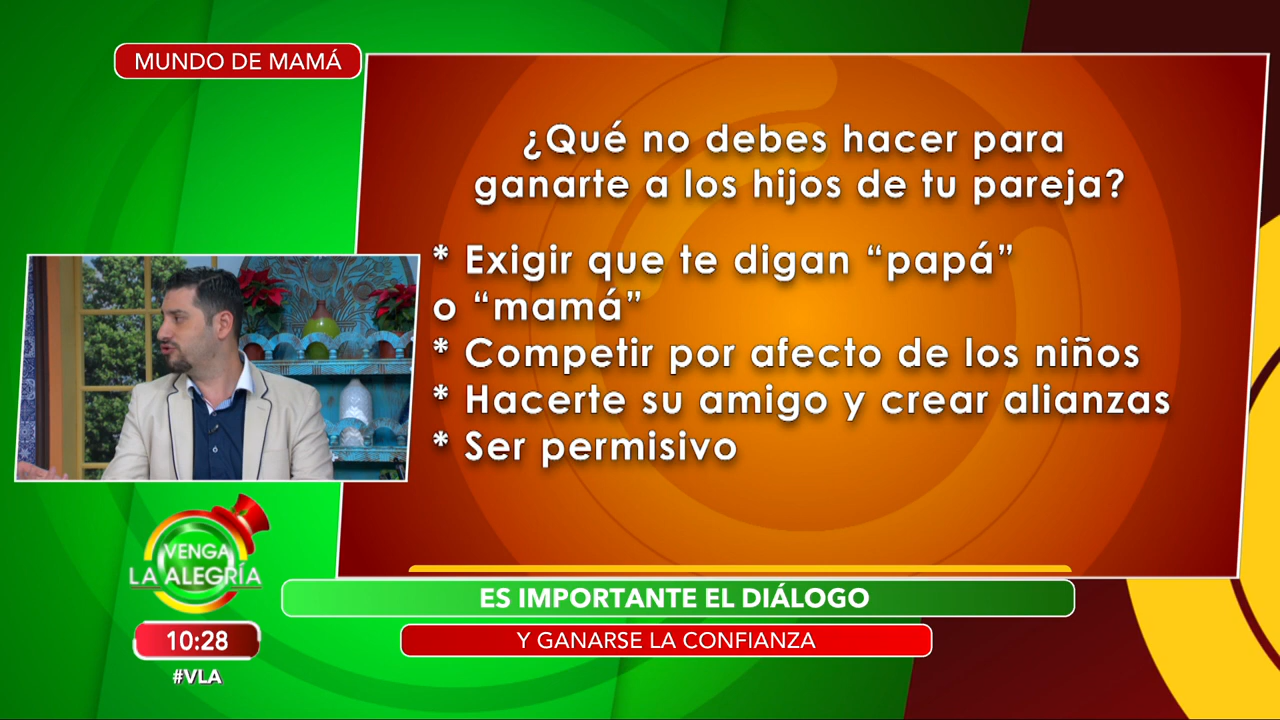 MUNDO DE MAMÁ
¿Qué no debes hacer para
ganarte a los hijos de tu pareja?
* Exigir que te digan “papá”
o “mamá”
* Competir por afecto de los niños
* Hacerte su amigo y crear alianzas
* Ser permisivo
VENGA
LA ALEGRÍA
ES IMPORTANTE EL DIÁLOGO
10:28
Y GANARSE LA CONFIANZA
#VLA